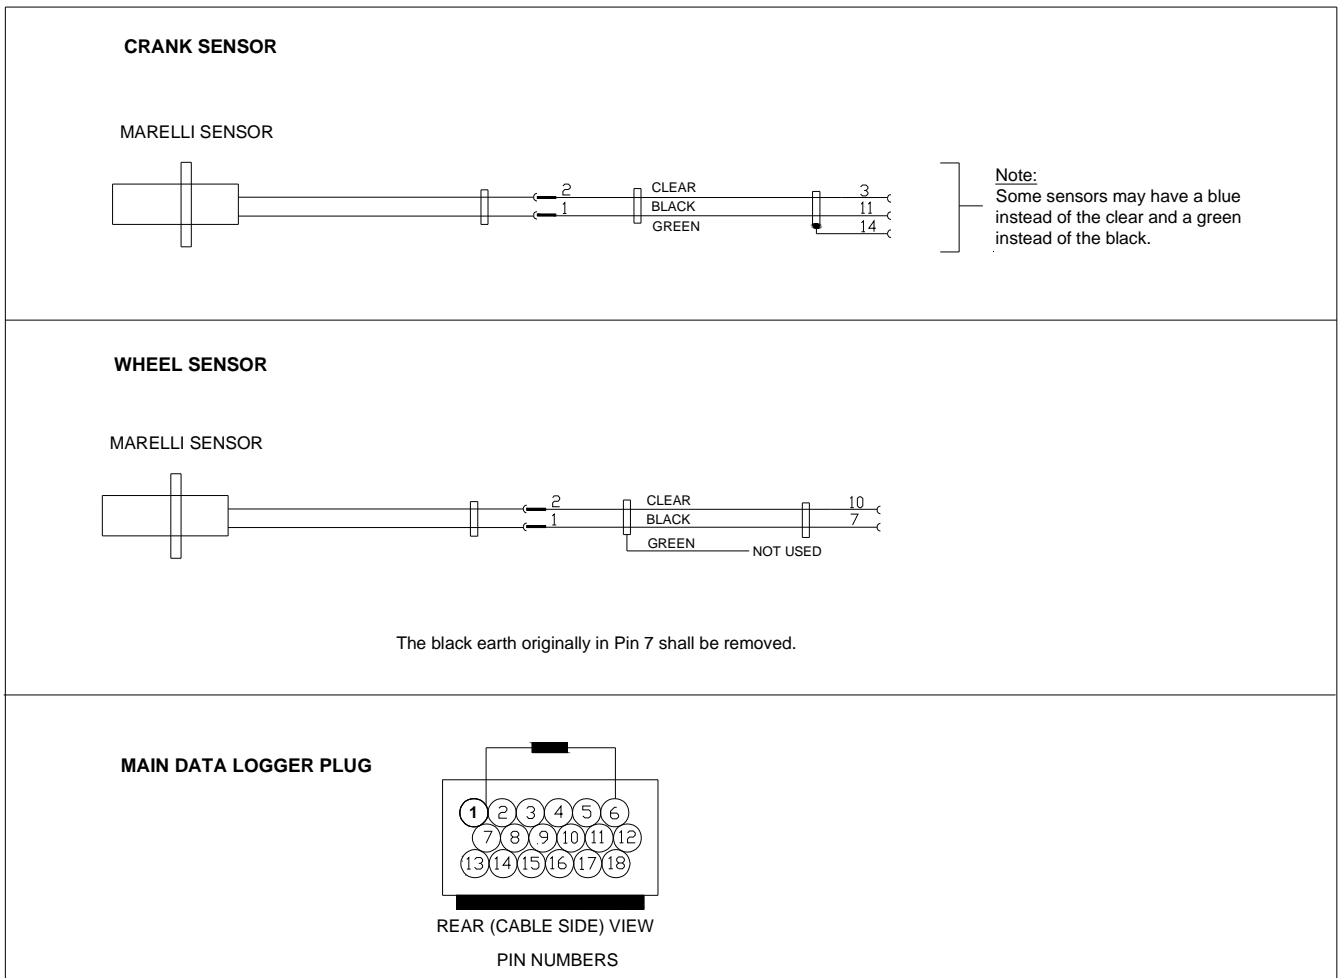 CRANK SENSOR
MARELLI SENSOR
2 CLEAR 3
1 BLACK 11
GREEN 14
Note:
Some sensors may have a blue
instead of the clear and a green
instead of the black.
WHEEL SENSOR
MARELLI SENSOR
2 CLEAR 10
1 BLACK 7
GREEN NOT USED
The black earth originally in Pin 7 shall be removed.
MAIN DATA LOGGER PLUG
1 2 3 4 5 6
7 8 9 10 11 12
13 14 15 16 17 18
REAR (CABLE SIDE) VIEW
PIN NUMBERS